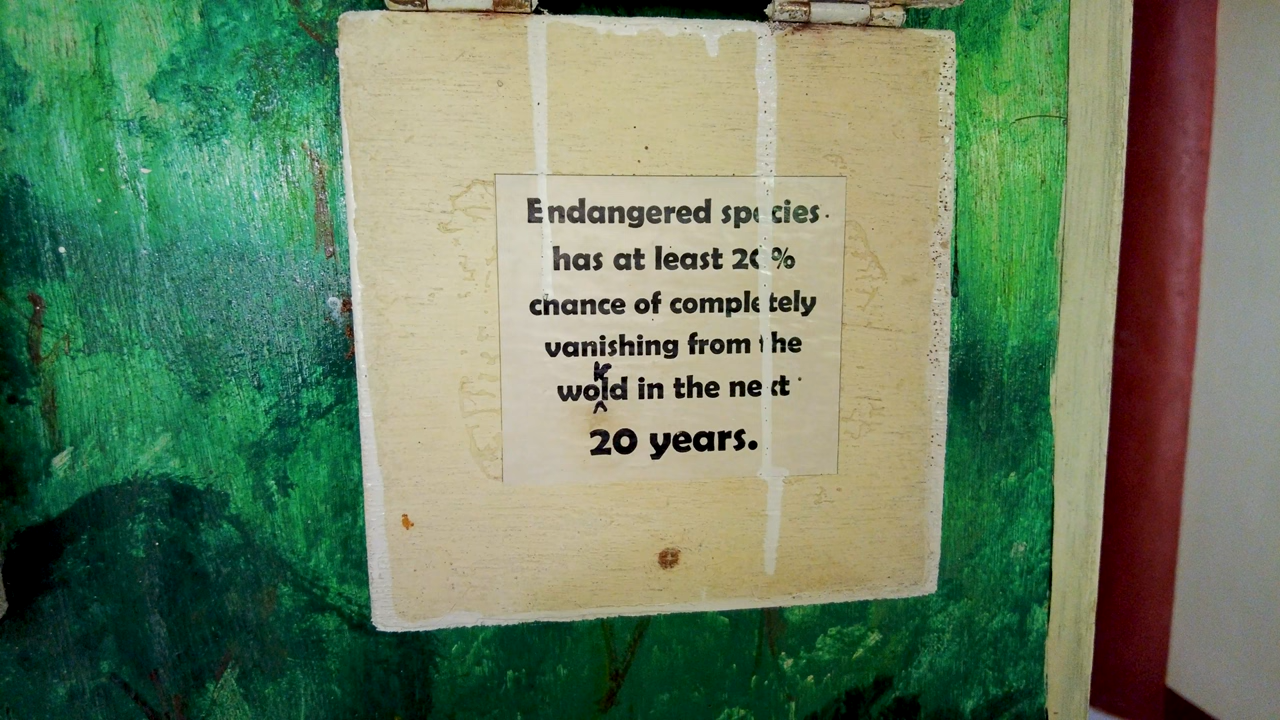 Endangered species
has at least 20%
chance of completely
vanishing from the
world in the next
20 years.